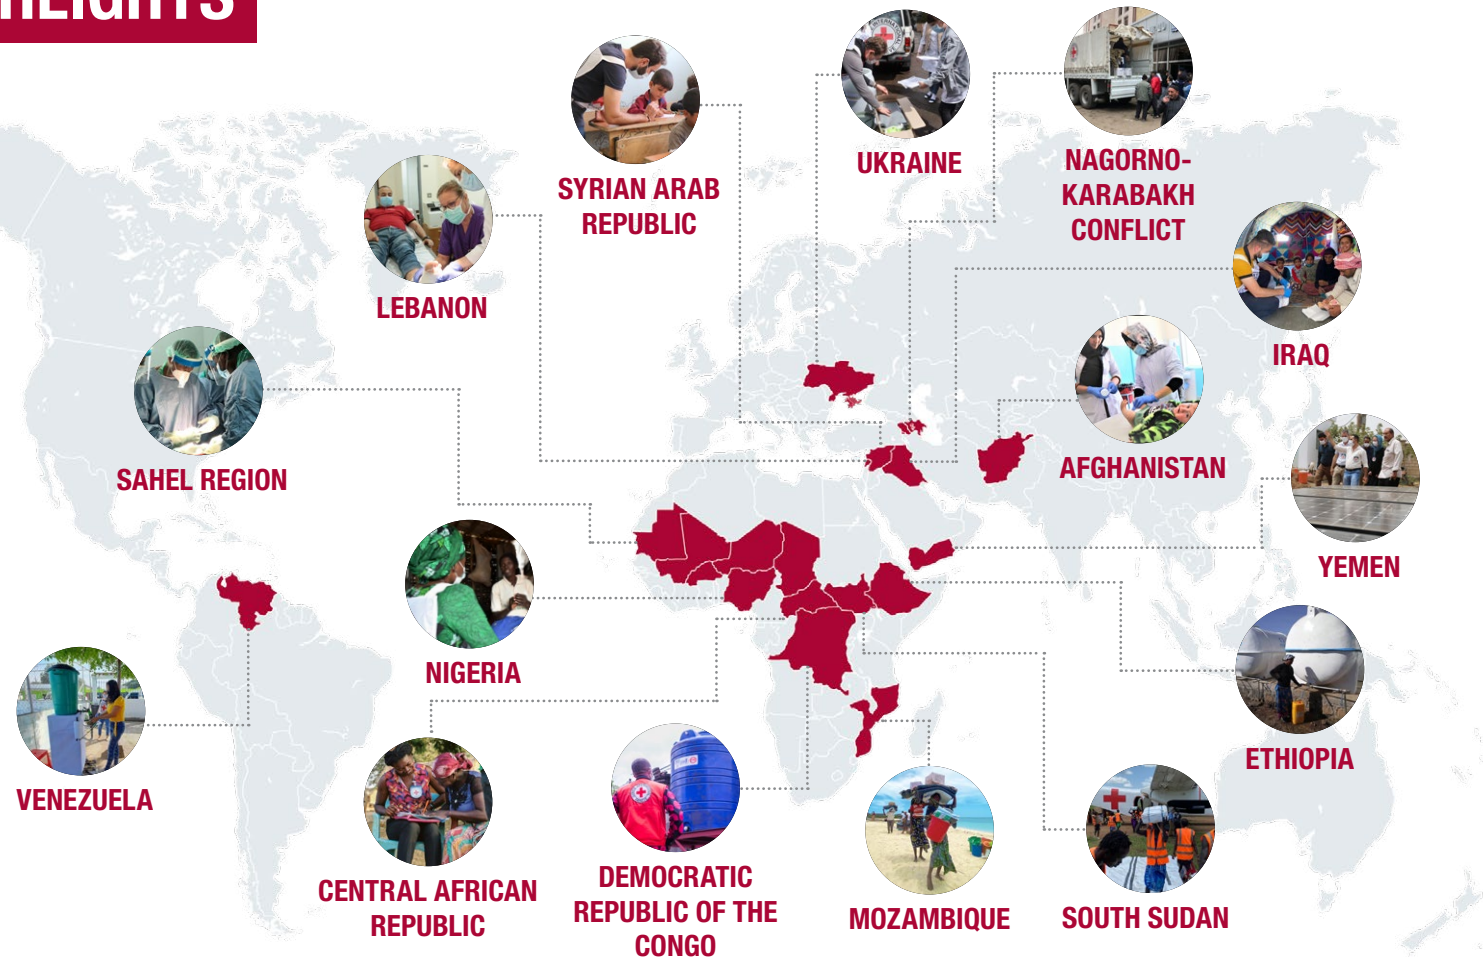 UKRAINE
NAGORNO-
KARABAKH
CONFLICT
SYRIAN ARAB
REPUBLIC
LEBANON
IRAQ
SAHEL REGION
AFGHANISTAN
YEMEN
NIGERIA
VENEZUELA
ETHIOPIA
CENTRAL AFRICAN
REPUBLIC
DEMOCRATIC
REPUBLIC OF THE
CONGO
MOZAMBIQUE
SOUTH SUDAN